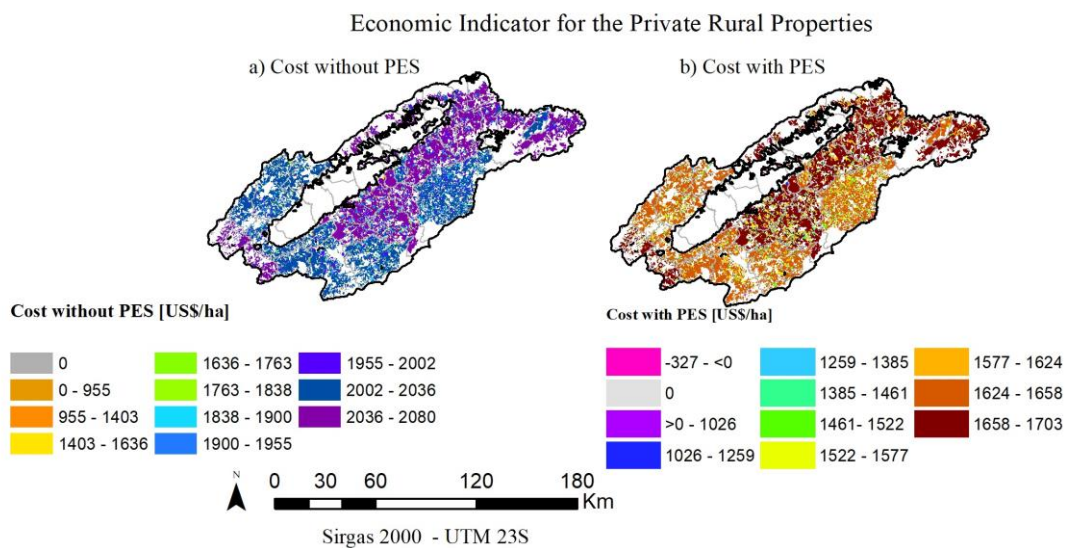 Economic Indicator for the Private Rural Properties
a) Cost without PES
b) Cost with PES
Cost without PES [US$/ha]
0
0 - 955
955 - 1403
1403 - 1636
1636 - 1763
1763 - 1838
1838 - 1900
1900 - 1955
1955 - 2002
2002 - 2036
2036 - 2080
Cost with PES [US$/ha]
-327 - <0
0
>0 - 1026
1026 - 1259
1259 - 1385
1385 - 1461
1461- 1522
1522 - 1577
1577 - 1624
1624 - 1658
1658 - 1703
N
0 30 60 120 180
Km
Sirgas 2000 - UTM 23S